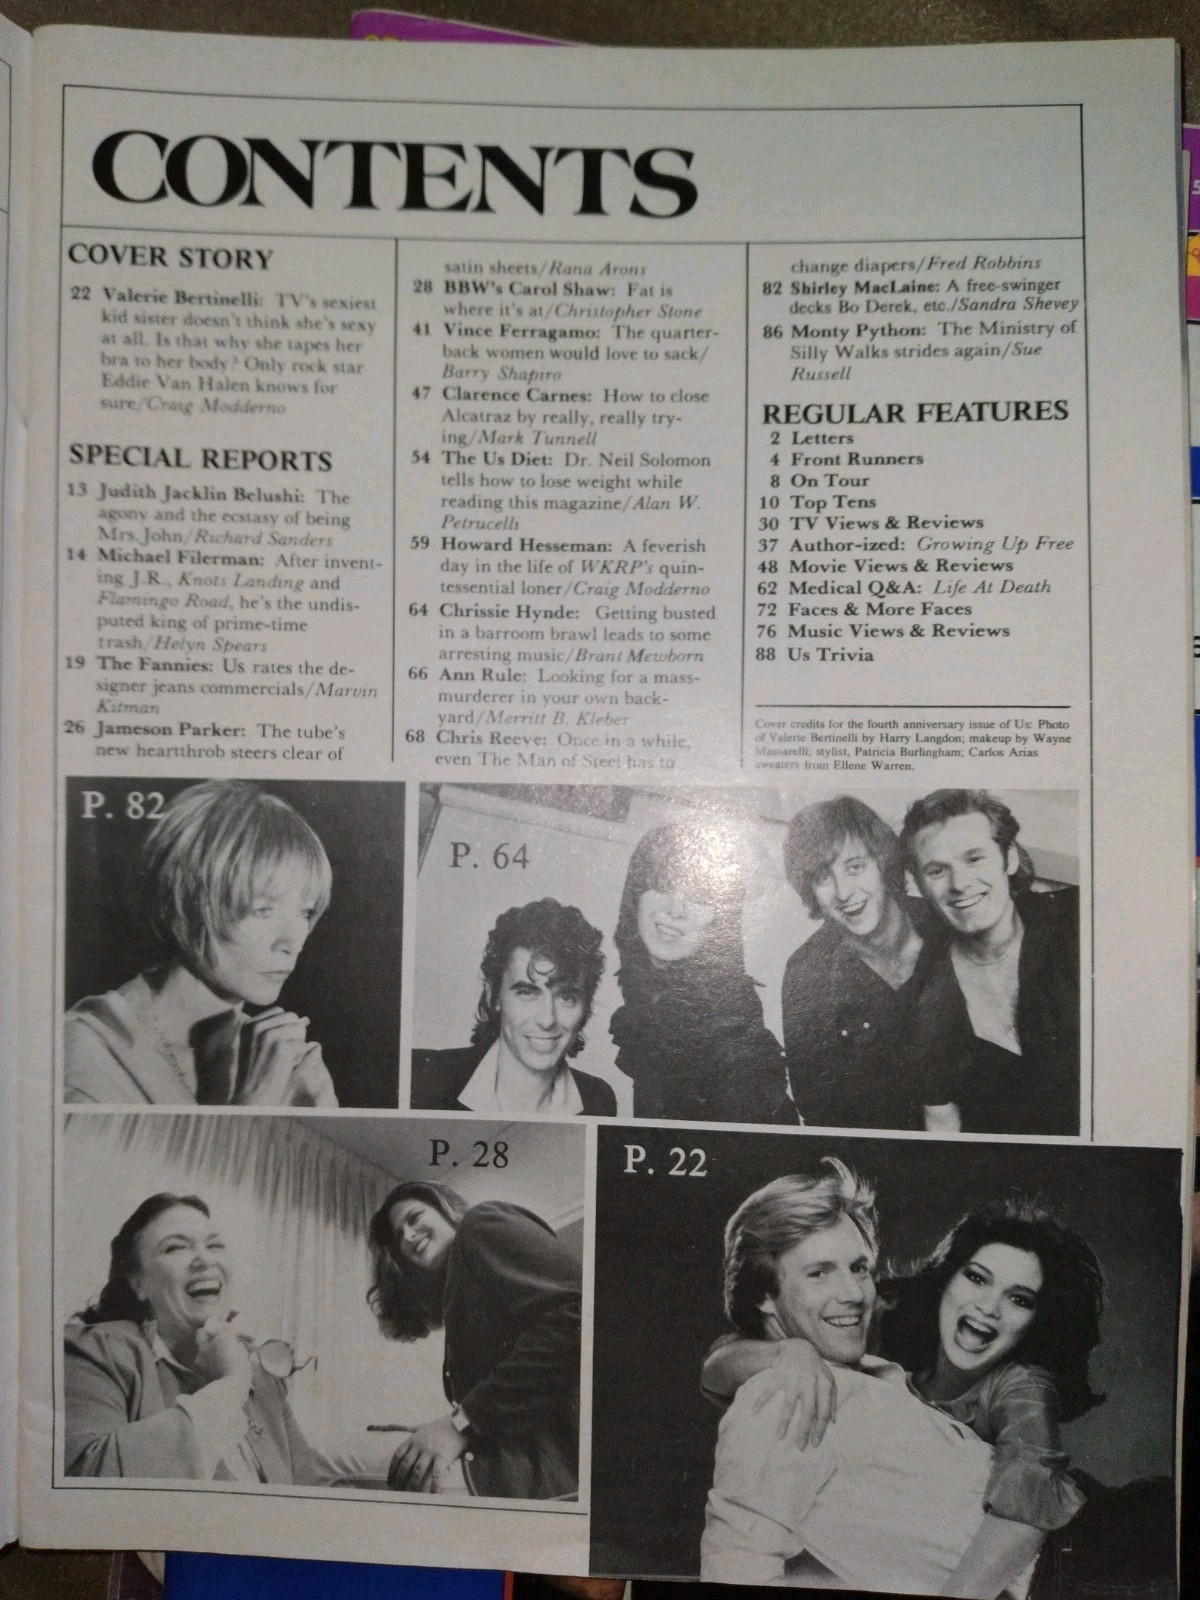 CONTENTS
COVER STORY
22 Valerie Bertinelli: TV's sexiest
kid sister doesn't think she's sexy
at all. Is that why she tapes her
bra to her body? Only rock star
Eddie Van Halen knows for
sure/Craig Modderno
SPECIAL REPORTS
13 Judith Jacklin Belushi: The
agony and the ecstasy of being
Mrs. John/Richard Sanders
14 Michael Filerman: After invent-
ing J.R., Knots Landing and
Flamingo Road, he's the undis-
puted king of prime-time
trash/Helyn Spears
19 The Fannies: Us rates the de-
signer jeans commercials/Marvin
Kitman
26 Jameson Parker: The tube's
new heartthrob steers clear of
satin sheets/Rana Arons
28 BBW's Carol Shaw: Fat is
where it's at/Christopher Stone
41 Vince Ferragamo: The quarter-
back women would love to sack/
Barry Shapiro
47 Clarence Carnes: How to close
Alcatraz by really, really try-
ing/Mark Tunnell
54 The Us Diet: Dr. Neil Solomon
tells how to lose weight while
reading this magazine/Alan W.
Petrucelli
59 Howard Hesseman: A feverish
day in the life of WKRP's quin-
tessential loner/Craig Modderno
64 Chrissie Hynde: Getting busted
in a barroom brawl leads to some
arresting music/Brant Mewborn
66 Ann Rule: Looking for a mass-
murderer in your own back-
yard/Merritt B. Kleber
68 Chris Reeve: Once in a while,
even The Man of Steel has to
change diapers/Fred Robbins
82 Shirley MacLaine: A free-swinger
decks Bo Derek, etc./Sandra Shevey
86 Monty Python: The Ministry of
Silly Walks strides again/Sue
Russell
REGULAR FEATURES
2 Letters
4 Front Runners
8 On Tour
10 Top Tens
30 TV Views & Reviews
37 Author-ized: Growing Up Free
48 Movie Views & Reviews
62 Medical Q&A: Life At Death
72 Faces & More Faces
76 Music Views & Reviews
88 Us Trivia
Cover credits for the fourth anniversary issue of Us: Photo
of Valerie Bertinelli by Harry Langdon; makeup by Wayne
Massarelli; stylist, Patricia Burlingham; Carlos Arias
sweaters from Ellene Warren.
P. 82
P. 64
P. 28
P. 22